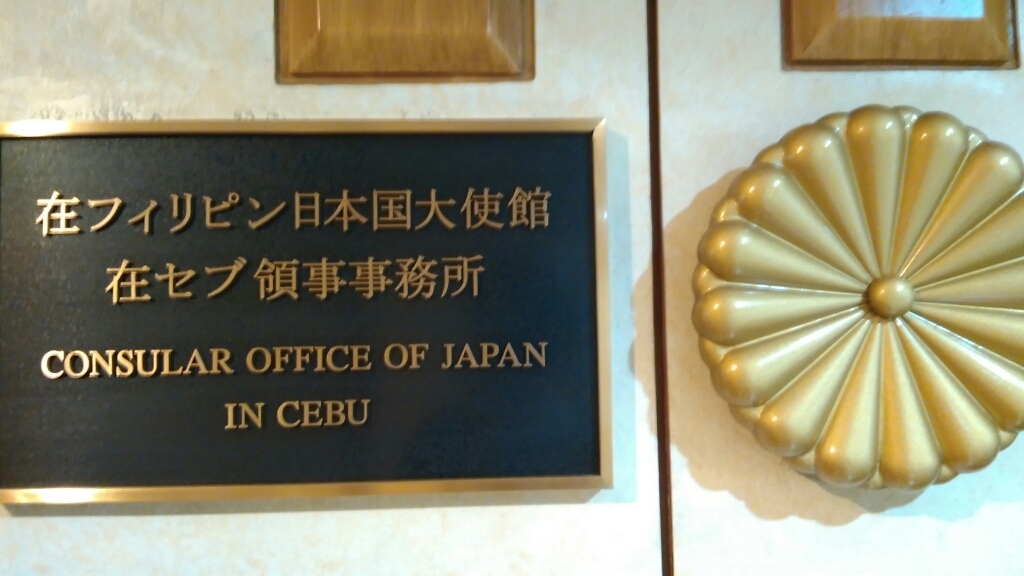 在フィリピン日本国大使館
在セブ領事事務所
CONSULAR OFFICE OF JAPAN
IN CEBU